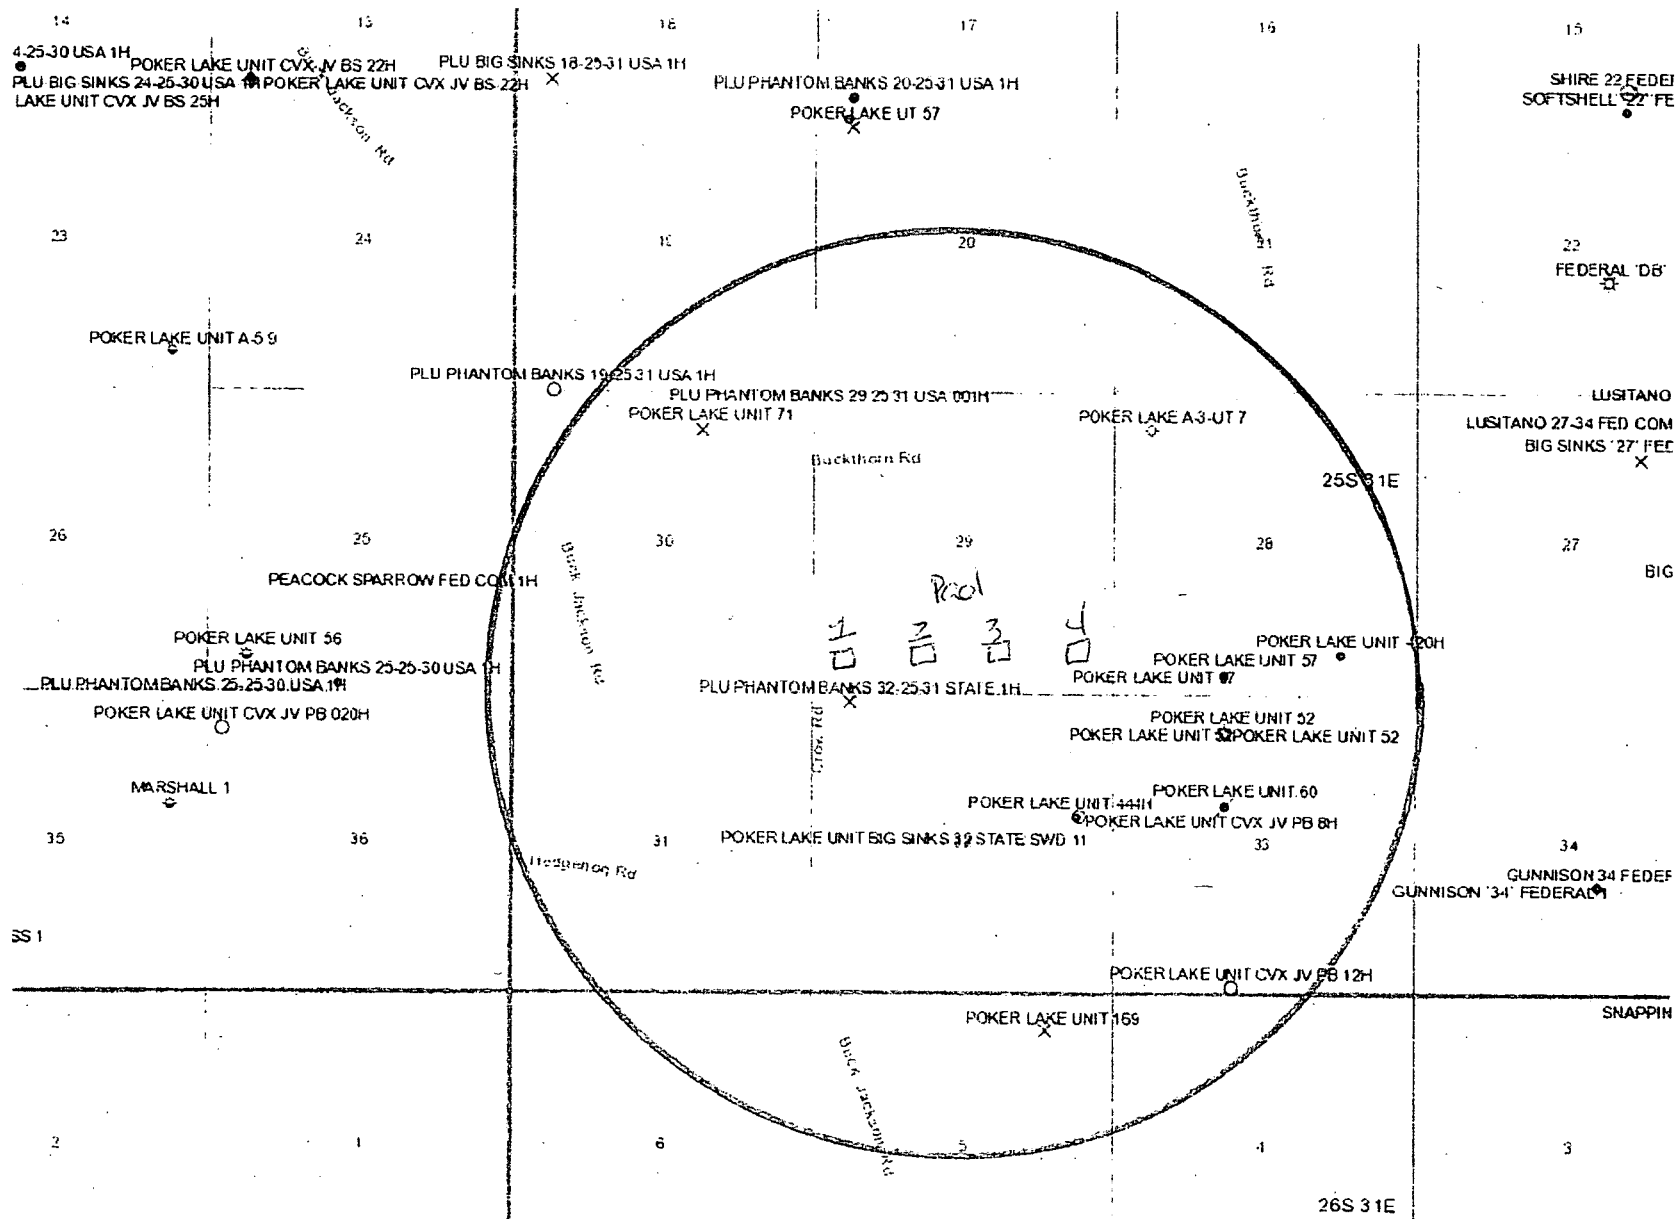 14 13 18 17 16 15
4-25-30 USA 1H
POKER LAKE UNIT CVX JV BS 22H
PLU BIG SINKS 18-25-31 USA 1H
PLU BIG SINKS 24-25-30 USA 1H POKER LAKE UNIT CVX JV BS 22H
LAKE UNIT CVX JV BS 25H
PLU PHANTOM BANKS 20-25-31 USA 1H
POKER LAKE UT 57
SHIRE 22 FEDER
SOFTSHELL "22" FE
Jackson Rd
Buckthorn Rd
23 24 19 20 21 22
FEDERAL 'DB'
POKER LAKE UNIT A-5 9
PLU PHANTOM BANKS 19-25-31 USA 1H
PLU PHANTOM BANKS 29 25 31 USA 001H
POKER LAKE UNIT 71
POKER LAKE A-3-UT 7
LUSITANO
LUSITANO 27-34 FED COM
BIG SINKS "27" FED
Buckthorn Rd
25S 31E
26 25 30 29 28 27
Buck Jackson Rd
PEACOCK SPARROW FED COM 1H
BIG
Pad
1 2 3 4
POKER LAKE UNIT 56
POKER LAKE UNIT 57
PLU PHANTOM BANKS 25-25-30 USA 1H
PLU PHANTOM BANKS 25-25-30 USA 1H
PLU PHANTOM BANKS 32-25-31 STATE 1H
POKER LAKE UNIT CVX JV PB 020H
POKER LAKE UNIT 52
POKER LAKE UNIT 52 POKER LAKE UNIT 52
MARSHALL 1
POKER LAKE UNIT 60
POKER LAKE UNIT 444H
POKER LAKE UNIT CVX JV PB 8H
35 36 31 33 34
POKER LAKE UNIT BIG SINKS 32 STATE SWD 11
GUNNISON 34 FEDER
GUNNISON '34' FEDERAL 1
SS 1
POKER LAKE UNIT CVX JV PB 12H
POKER LAKE UNIT 169
SNAPPIN
Buck Jackson Rd
2 1 6 5 4 3
26S 31E